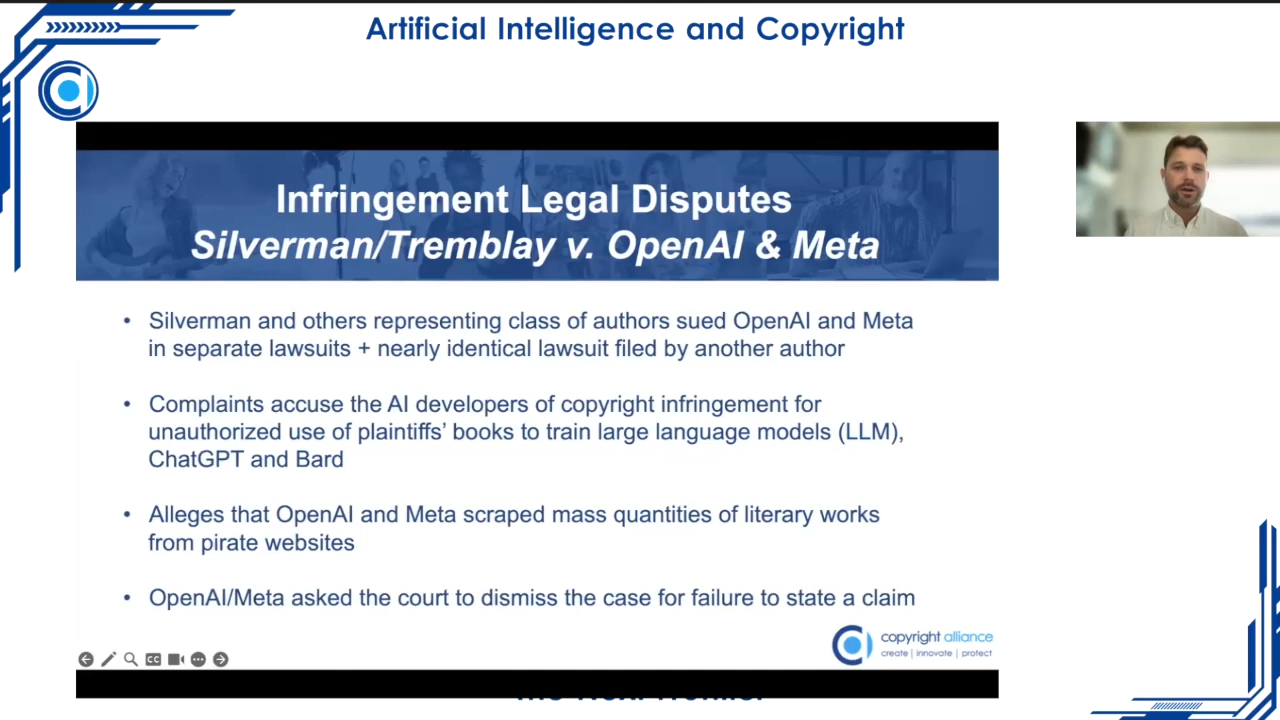 Artificial Intelligence and Copyright
Infringement Legal Disputes
Silverman/Tremblay v. OpenAI & Meta
• Silverman and others representing class of authors sued OpenAI and Meta
in separate lawsuits + nearly identical lawsuit filed by another author
• Complaints accuse the AI developers of copyright infringement for
unauthorized use of plaintiffs’ books to train large language models (LLM),
ChatGPT and Bard
• Alleges that OpenAI and Meta scraped mass quantities of literary works
from pirate websites
• OpenAI/Meta asked the court to dismiss the case for failure to state a claim
copyright alliance
create | innovate | protect
CC